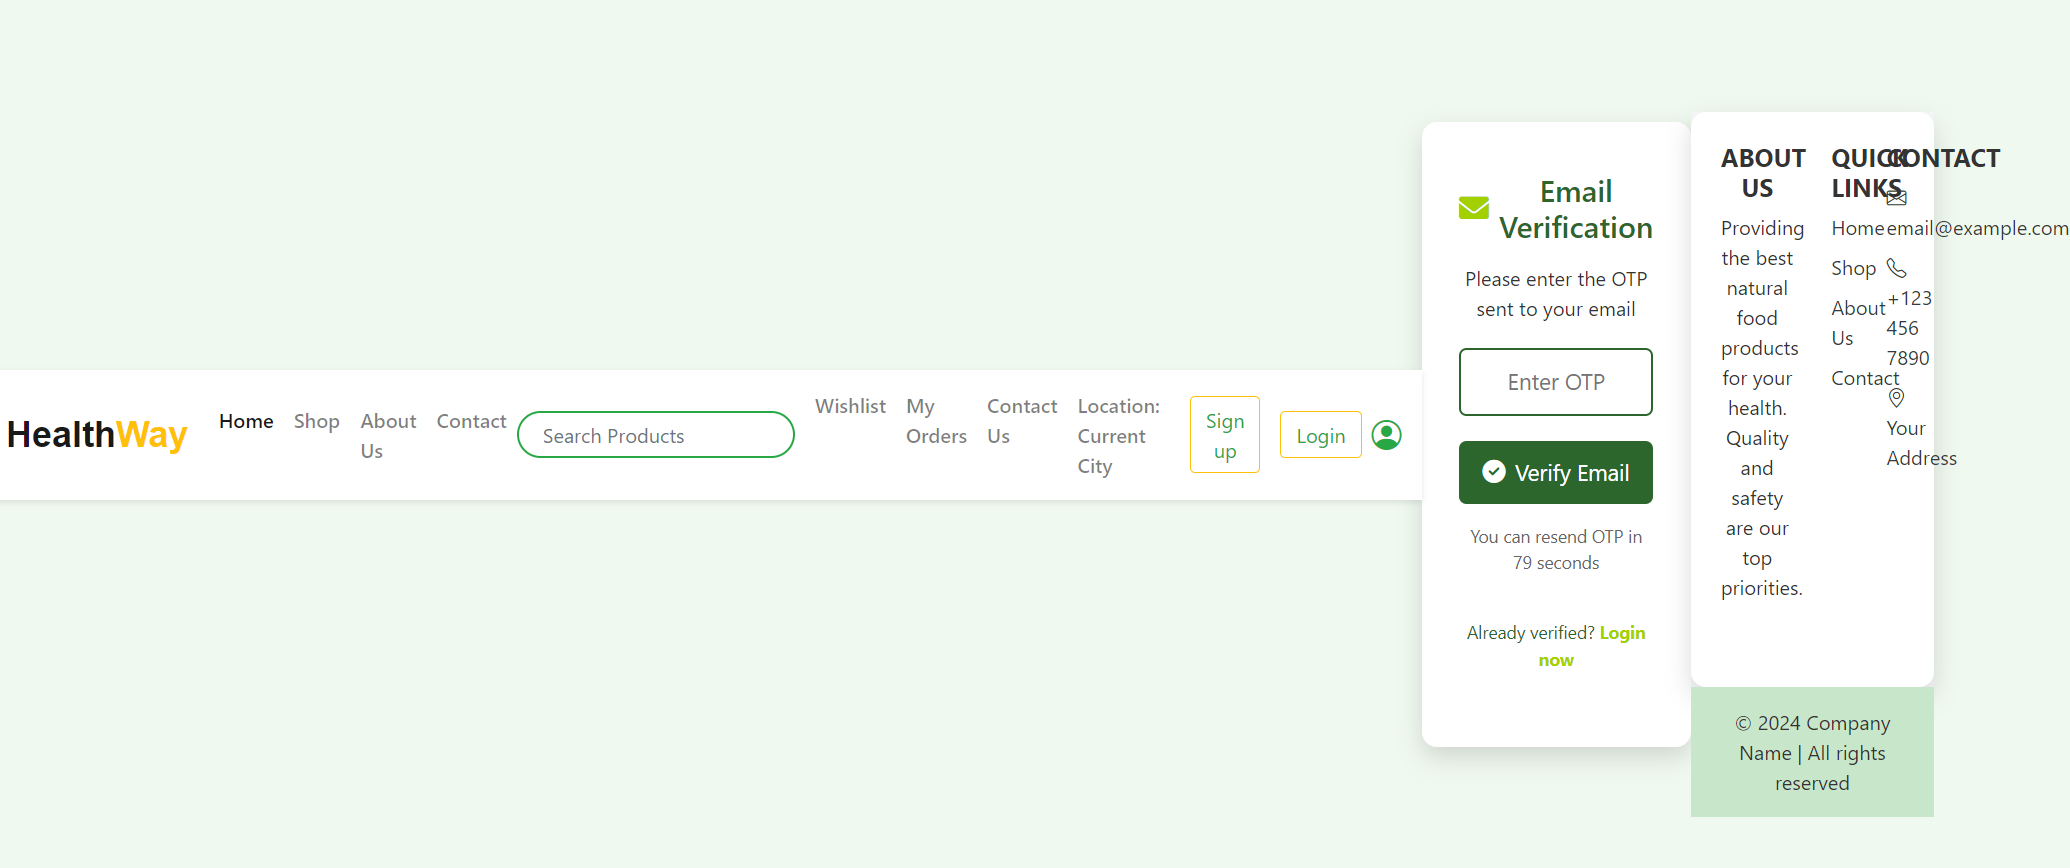 HealthWay
Home
Shop
About
Us
Contact
Search Products
Wishlist
My
Orders
Contact
Us
Location:
Current
City
Sign
up
Login
Email
Verification
Please enter the OTP
sent to your email
Enter OTP
Verify Email
You can resend OTP in
79 seconds
Already verified? Login
now
ABOUT
US
Providing
the best
natural
food
products
for your
health.
Quality
and
safety
are our
top
priorities.
QUICK
LINKS
Home
Shop
About
Us
Contact
CONTACT
email@example.com
+123
456
7890
Your
Address
© 2024 Company
Name | All rights
reserved